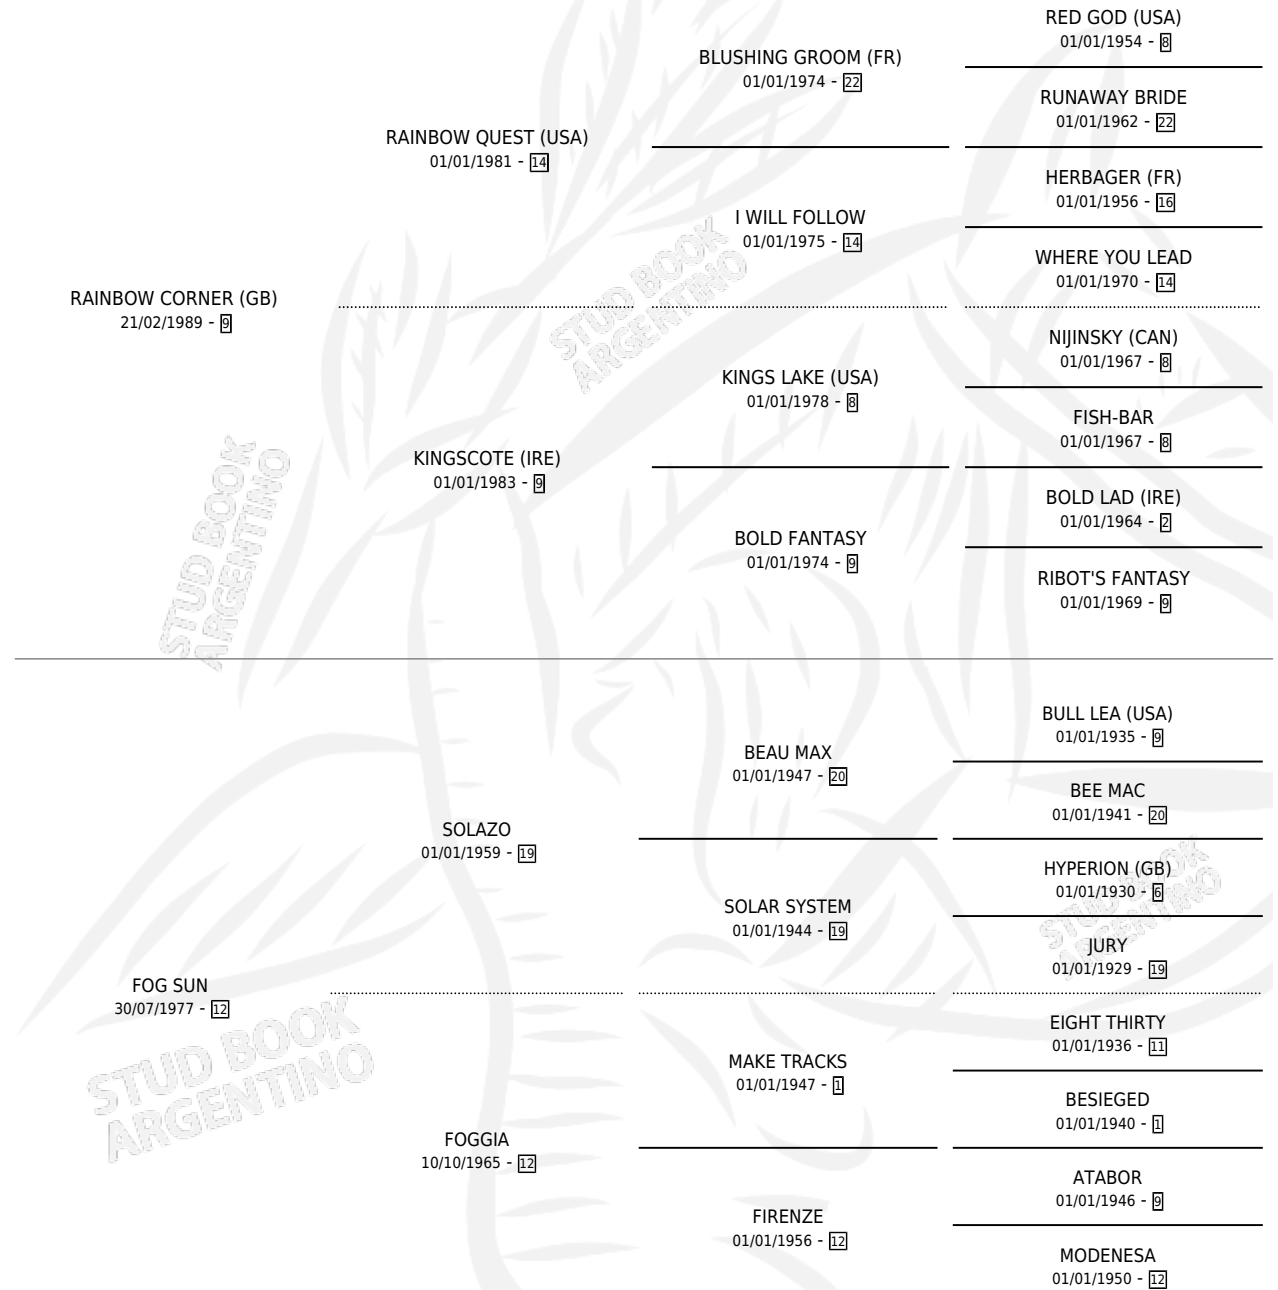 RED GOD (USA)
01/01/1954 - 8
BLUSHING GROOM (FR)
01/01/1974 - 22
RUNAWAY BRIDE
01/01/1962 - 22
RAINBOW QUEST (USA)
01/01/1981 - 14
HERBAGER (FR)
01/01/1956 - 16
I WILL FOLLOW
01/01/1975 - 14
WHERE YOU LEAD
01/01/1970 - 14
RAINBOW CORNER (GB)
21/02/1989 - 9
NIJINSKY (CAN)
01/01/1967 - 8
KINGS LAKE (USA)
01/01/1978 - 8
FISH-BAR
01/01/1967 - 8
KINGSCOTE (IRE)
01/01/1983 - 9
BOLD LAD (IRE)
01/01/1964 - 2
BOLD FANTASY
01/01/1974 - 9
RIBOT'S FANTASY
01/01/1969 - 9
STUD BOOK
ARGENTINO
STUD BOOK
ARGENTINO
BULL LEA (USA)
01/01/1935 - 9
BEAU MAX
01/01/1947 - 20
BEE MAC
01/01/1941 - 20
SOLAZO
01/01/1959 - 19
HYPERION (GB)
01/01/1930 - 6
SOLAR SYSTEM
01/01/1944 - 19
JURY
01/01/1929 - 19
FOG SUN
30/07/1977 - 12
EIGHT THIRTY
01/01/1936 - 11
MAKE TRACKS
01/01/1947 - 1
BESIEGED
01/01/1940 - 1
FOGGIA
10/10/1965 - 12
ATABOR
01/01/1946 - 9
FIRENZE
01/01/1956 - 12
MODENESA
01/01/1950 - 12
STUD BOOK
ARGENTINO
STUD BOOK
ARGENTINO